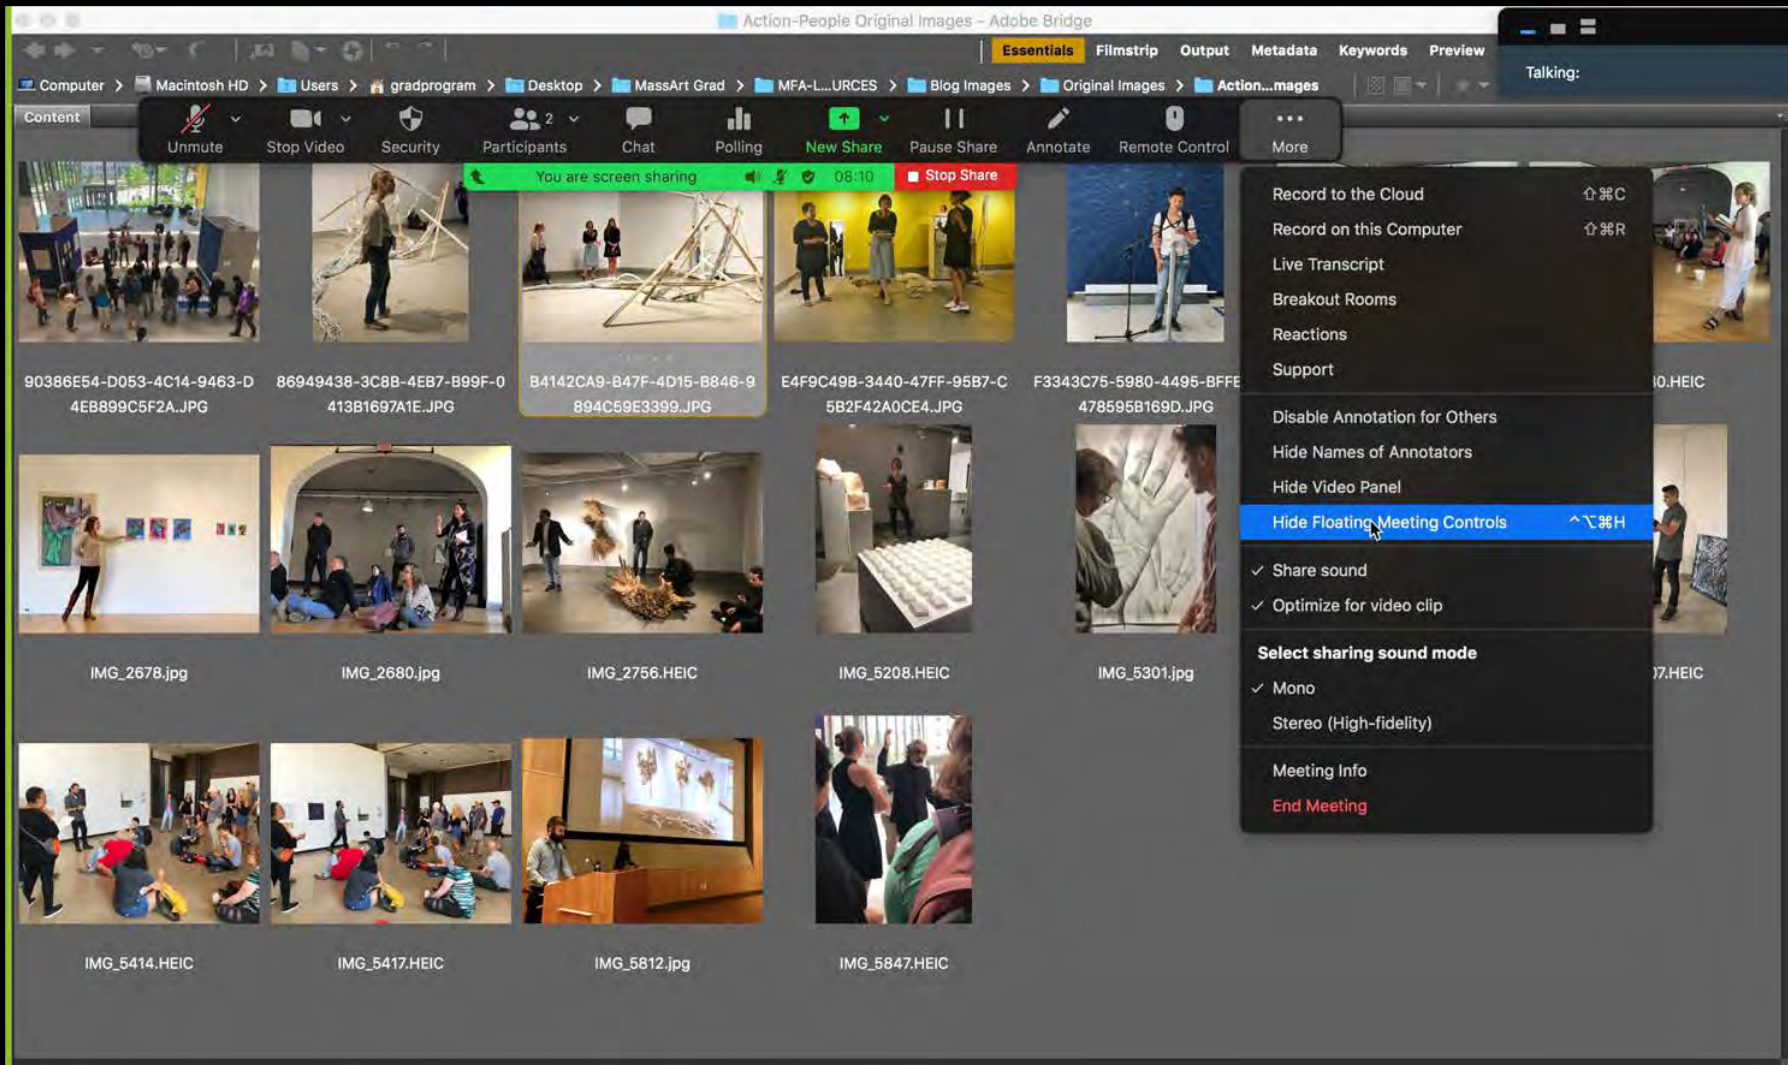 Action-People Original Images – Adobe Bridge
Essentials Filmstrip Output Metadata Keywords Preview
Talking:
Computer > Macintosh HD > Users > gradprogram > Desktop > MassArt Grad > MFA-L...URCES > Blog Images > Original Images > Action...mages
Content
2
Unmute Stop Video Security Participants Chat Polling New Share Pause Share Annotate Remote Control More
You are screen sharing 08:10 Stop Share
Record to the Cloud ⇧⌘C
Record on this Computer ⇧⌘R
Live Transcript
Breakout Rooms
Reactions
Support
Disable Annotation for Others
Hide Names of Annotators
Hide Video Panel
Hide Floating Meeting Controls ^⌥⌘H
✓ Share sound
✓ Optimize for video clip
Select sharing sound mode
✓ Mono
Stereo (High-fidelity)
Meeting Info
End Meeting
90386E54-D053-4C14-9463-D
4EB899C5F2A.JPG
86949438-3C8B-4EB7-B99F-0
413B1697A1E.JPG
B4142CA9-B47F-4D15-B846-9
894C59E3399.JPG
E4F9C49B-3440-47FF-95B7-C
5B2F42A0CE4.JPG
F3343C75-5980-4495-BFFE
478595B169D.JPG
0.HEIC
IMG_2678.jpg
IMG_2680.jpg
IMG_2756.HEIC
IMG_5208.HEIC
IMG_5301.jpg
07.HEIC
IMG_5414.HEIC
IMG_5417.HEIC
IMG_5812.jpg
IMG_5847.HEIC